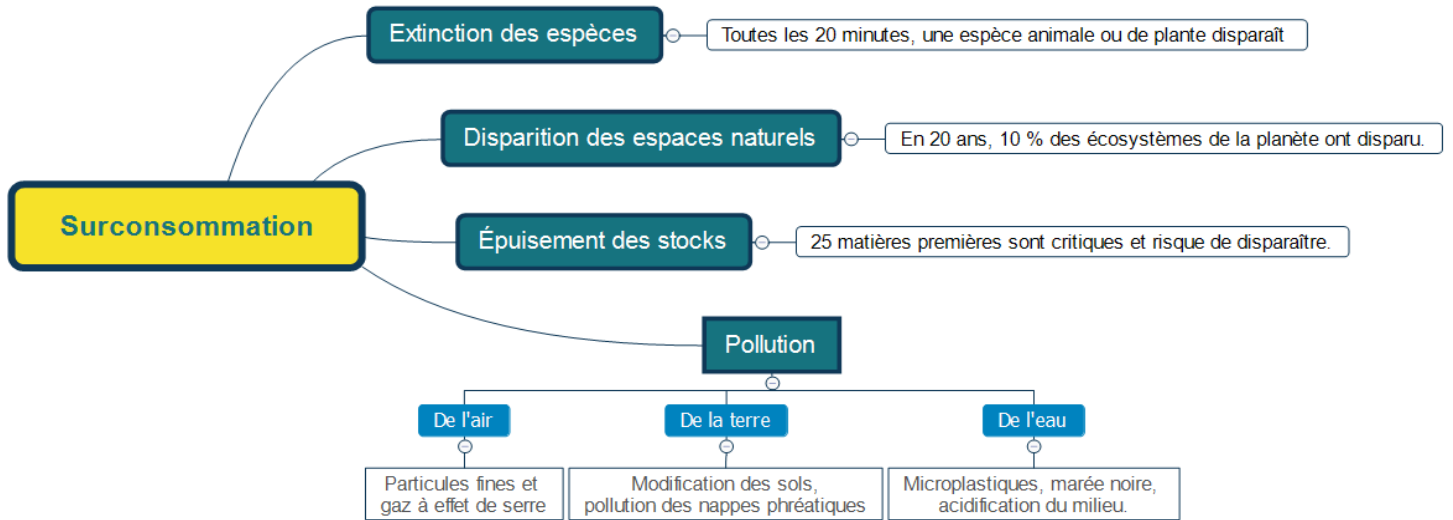 Extinction des espèces
Toutes les 20 minutes, une espèce animale ou de plante disparaît
Disparition des espaces naturels
En 20 ans, 10 % des écosystèmes de la planète ont disparu.
Surconsommation
Épuisement des stocks
25 matières premières sont critiques et risque de disparaître.
Pollution
De l'air
De la terre
De l'eau
Particules fines et
gaz à effet de serre
Modification des sols,
pollution des nappes phréatiques
Microplastiques, marée noire,
acidification du milieu.